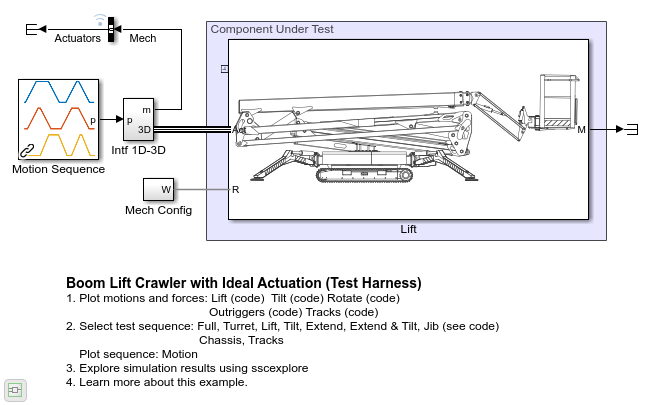 Component Under Test
Actuators
Mech
m
p
p
3D
Act
M
Intf 1D-3D
Motion Sequence
W
R
Mech Config
Lift
Boom Lift Crawler with Ideal Actuation (Test Harness)
1. Plot motions and forces: Lift (code)  Tilt (code) Rotate (code)
Outriggers (code) Tracks (code)
2. Select test sequence: Full, Turret, Lift, Tilt, Extend, Extend & Tilt, Jib (see code)
Chassis, Tracks
Plot sequence: Motion
3. Explore simulation results using sscexplore
4. Learn more about this example.